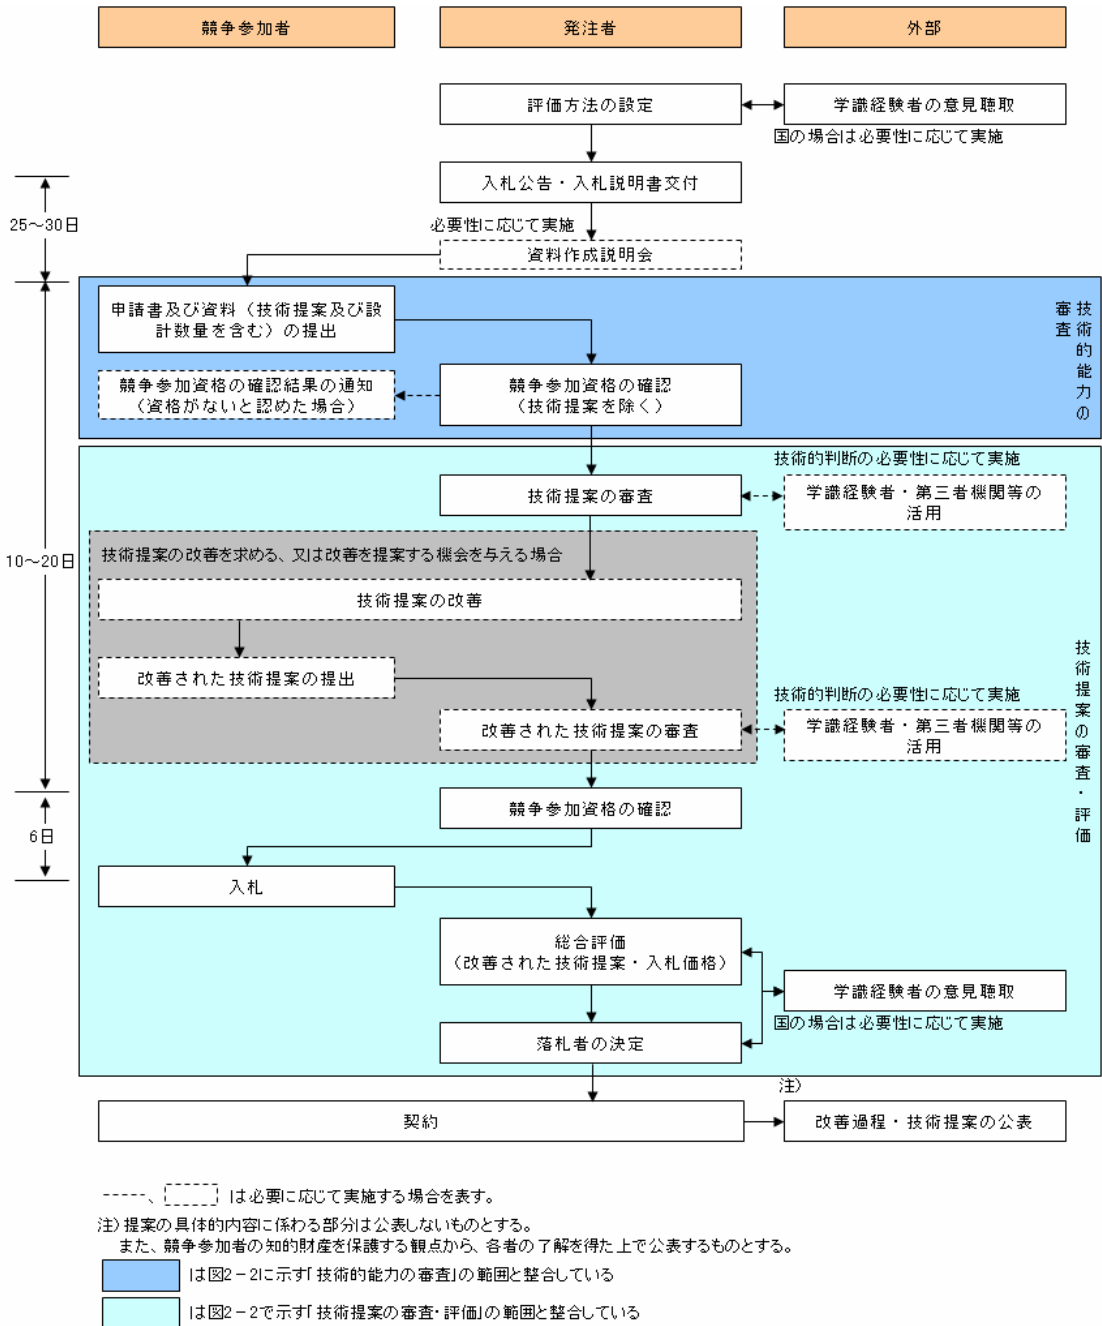 競争参加者
発注者
外部
評価方法の設定
学識経験者の意見聴取
国の場合は必要性に応じて実施
入札公告・入札説明書交付
25～30日
必要性に応じて実施
資料作成説明会
申請書及び資料（技術提案及び設
計数量を含む）の提出
技術的能力の
審査
競争参加資格の確認結果の通知
（資格がないと認めた場合）
競争参加資格の確認
（技術提案を除く）
技術的判断の必要性に応じて実施
技術提案の審査
学識経験者・第三者機関等の
活用
10～20日
技術提案の改善を求める、又は改善を提案する機会を与える場合
技術提案の改善
改善された技術提案の提出
技術的判断の必要性に応じて実施
改善された技術提案の審査
学識経験者・第三者機関等の
活用
技術提案の審査・評価
競争参加資格の確認
6日
入札
総合評価
（改善された技術提案・入札価格）
学識経験者の意見聴取
国の場合は必要性に応じて実施
落札者の決定
注）
契約
改善過程・技術提案の公表
-----、 は必要に応じて実施する場合を表す。
注）提案の具体的内容に係わる部分は公表しないものとする。
また、競争参加者の知的財産を保護する観点から、各者の了解を得た上で公表するものとする。
は図2－2に示す「技術的能力の審査」の範囲と整合している
は図2－2で示す「技術提案の審査・評価」の範囲と整合している